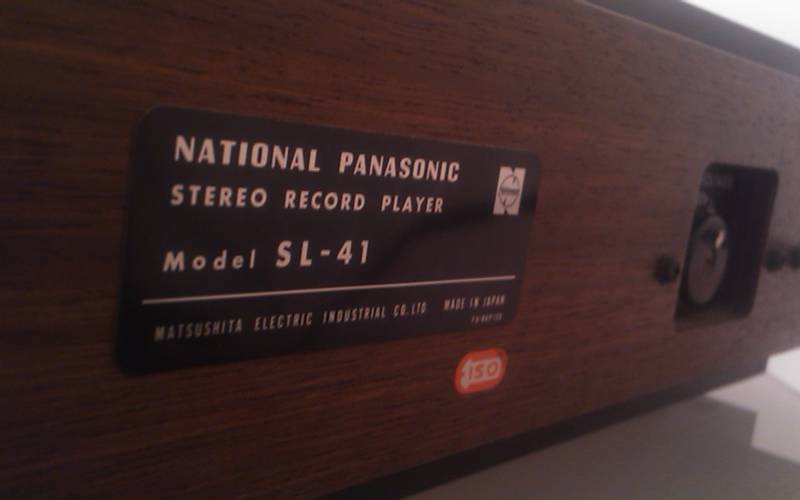 NATIONAL PANASONIC
STEREO RECORD PLAYER
Model SL-41
MATSUSHITA ELECTRIC INDUSTRIAL CO. LTD MADE IN JAPAN
ISO